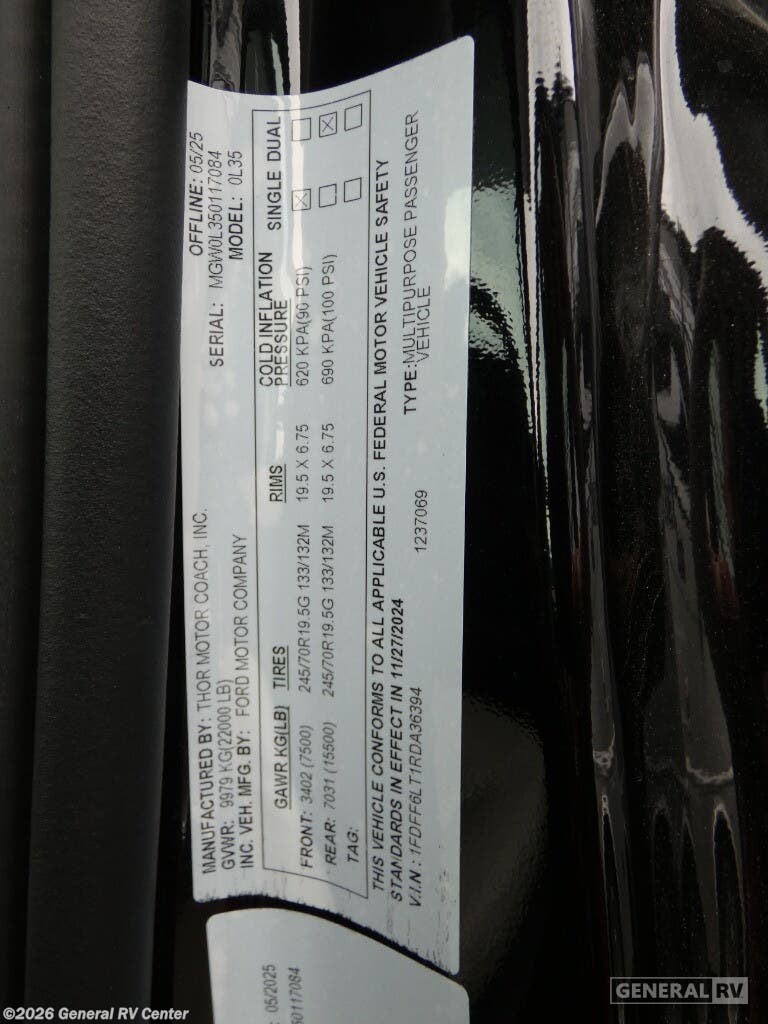 MANUFACTURED BY: THOR MOTOR COACH, INC. OFFLINE: 05/25
GVWR: 9979 KG(22000 LB) SERIAL: MGW0L350117084
INC. VEH. MFG. BY: FORD MOTOR COMPANY MODEL: 0L35
GAWR KG(LB) TIRES RIMS COLD INFLATION PRESSURE SINGLE DUAL
FRONT: 3402 (7500) 245/70R19.5G 133/132M 19.5 X 6.75 620 KPA(90 PSI)
REAR: 7031 (15500) 245/70R19.5G 133/132M 19.5 X 6.75 690 KPA(100 PSI)
TAG:
THIS VEHICLE CONFORMS TO ALL APPLICABLE U.S. FEDERAL MOTOR VEHICLE SAFETY
STANDARDS IN EFFECT IN 11/27/2024
V.I.N : 1FDFF6LT1RDA36394 1237069 TYPE:MULTIPURPOSE PASSENGER
VEHICLE
05/2025
50117084
GENERAL RV
©2026 General RV Center